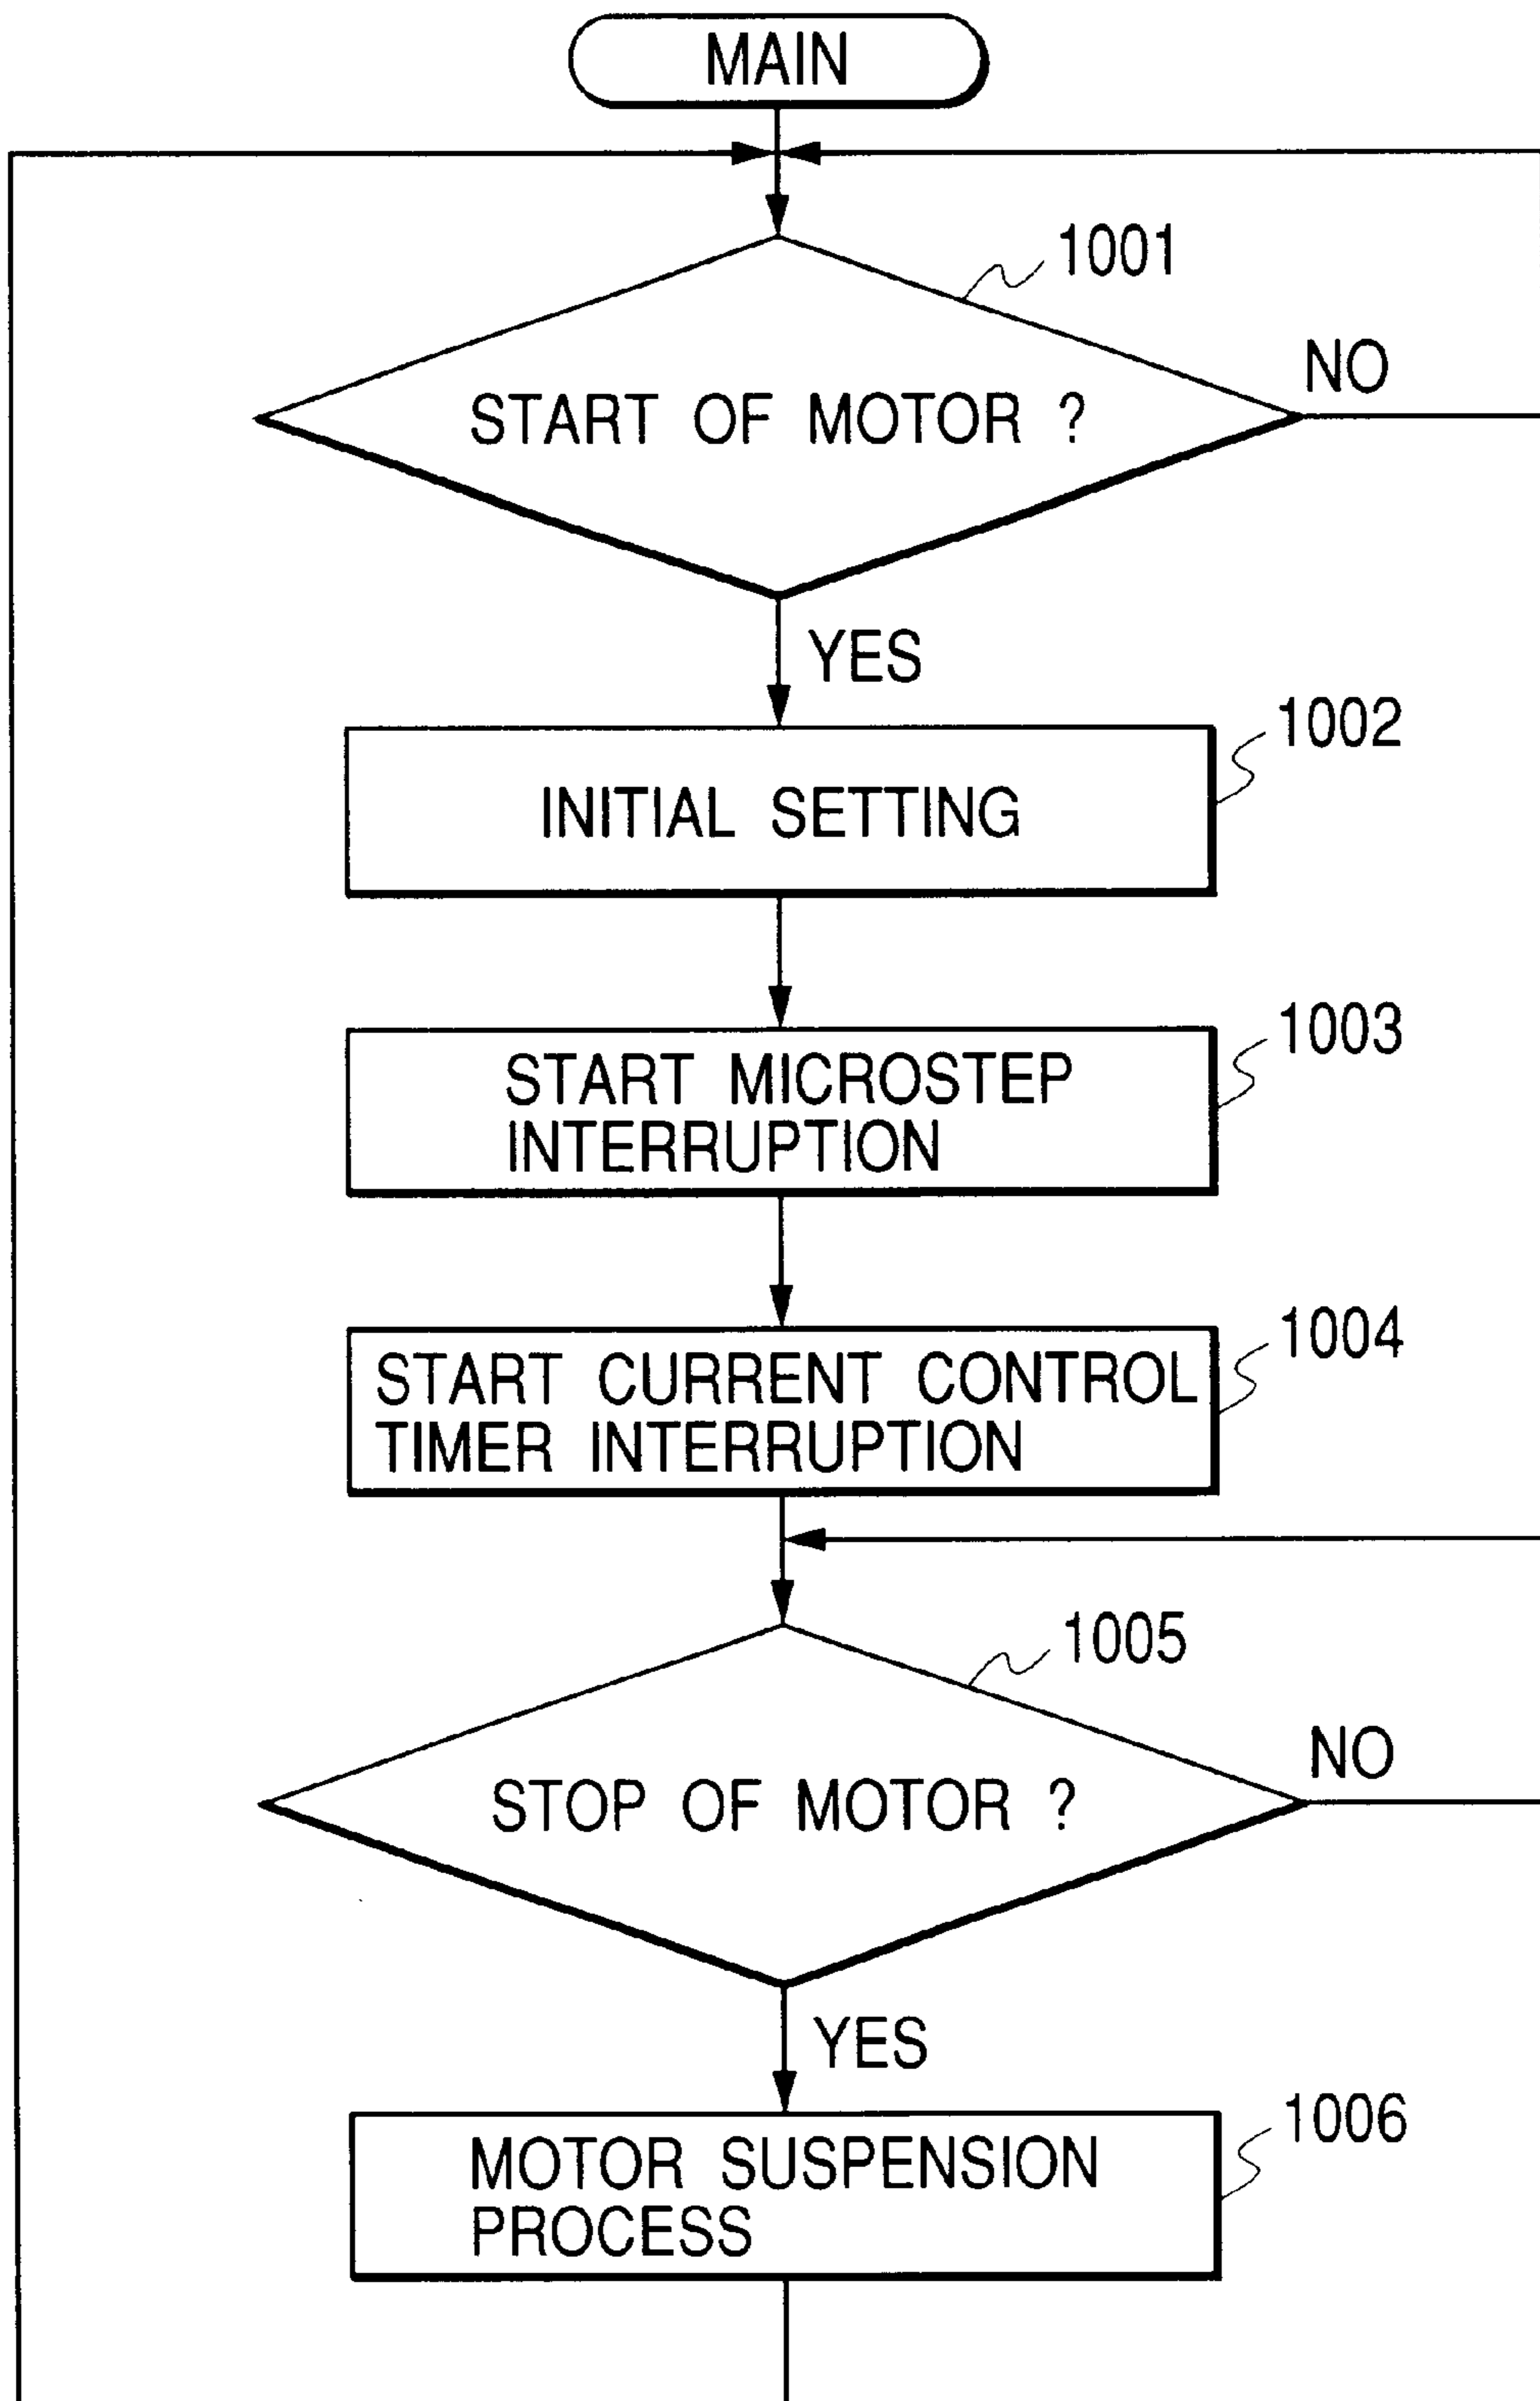 MAIN
1001
START OF MOTOR ?
NO
YES
1002
INITIAL SETTING
1003
START MICROSTEP
INTERRUPTION
1004
START CURRENT CONTROL
TIMER INTERRUPTION
1005
STOP OF MOTOR ?
NO
YES
1006
MOTOR SUSPENSION
PROCESS